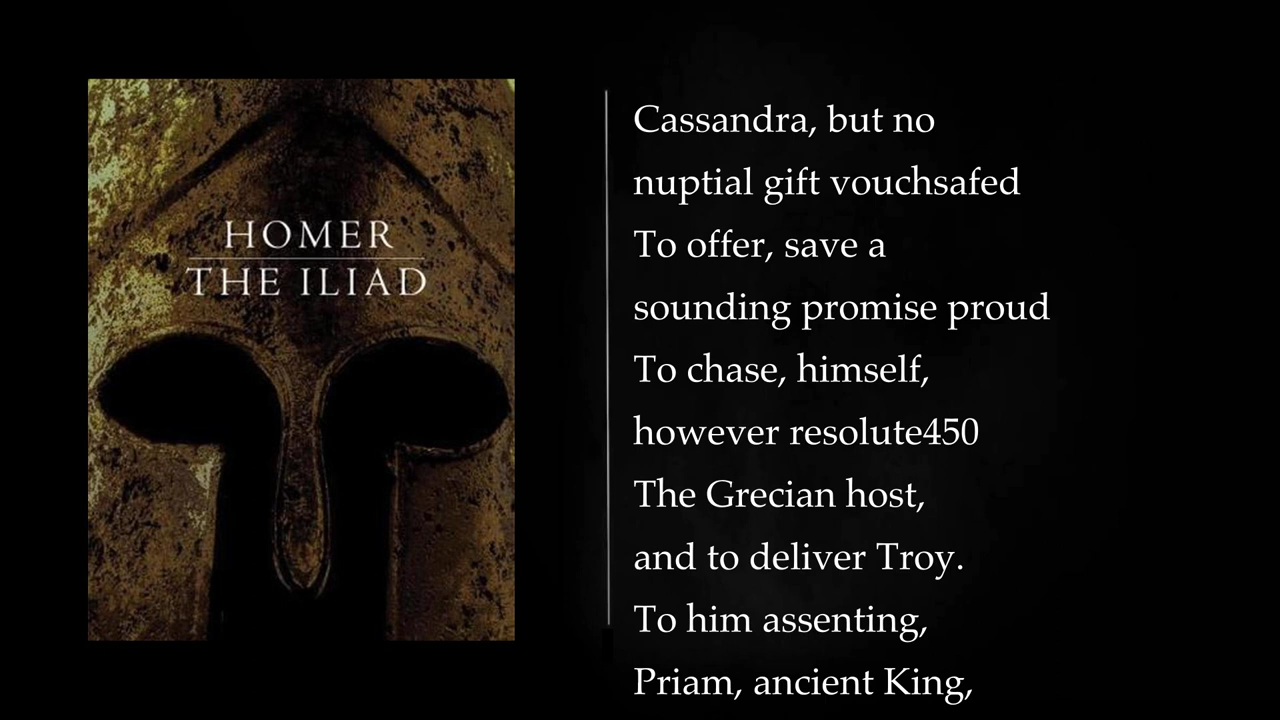 HOMER
THE ILIAD
Cassandra, but no
nuptial gift vouchsafed
To offer, save a
sounding promise proud
To chase, himself,
however resolute450
The Grecian host,
and to deliver Troy.
To him assenting,
Priam, ancient King,